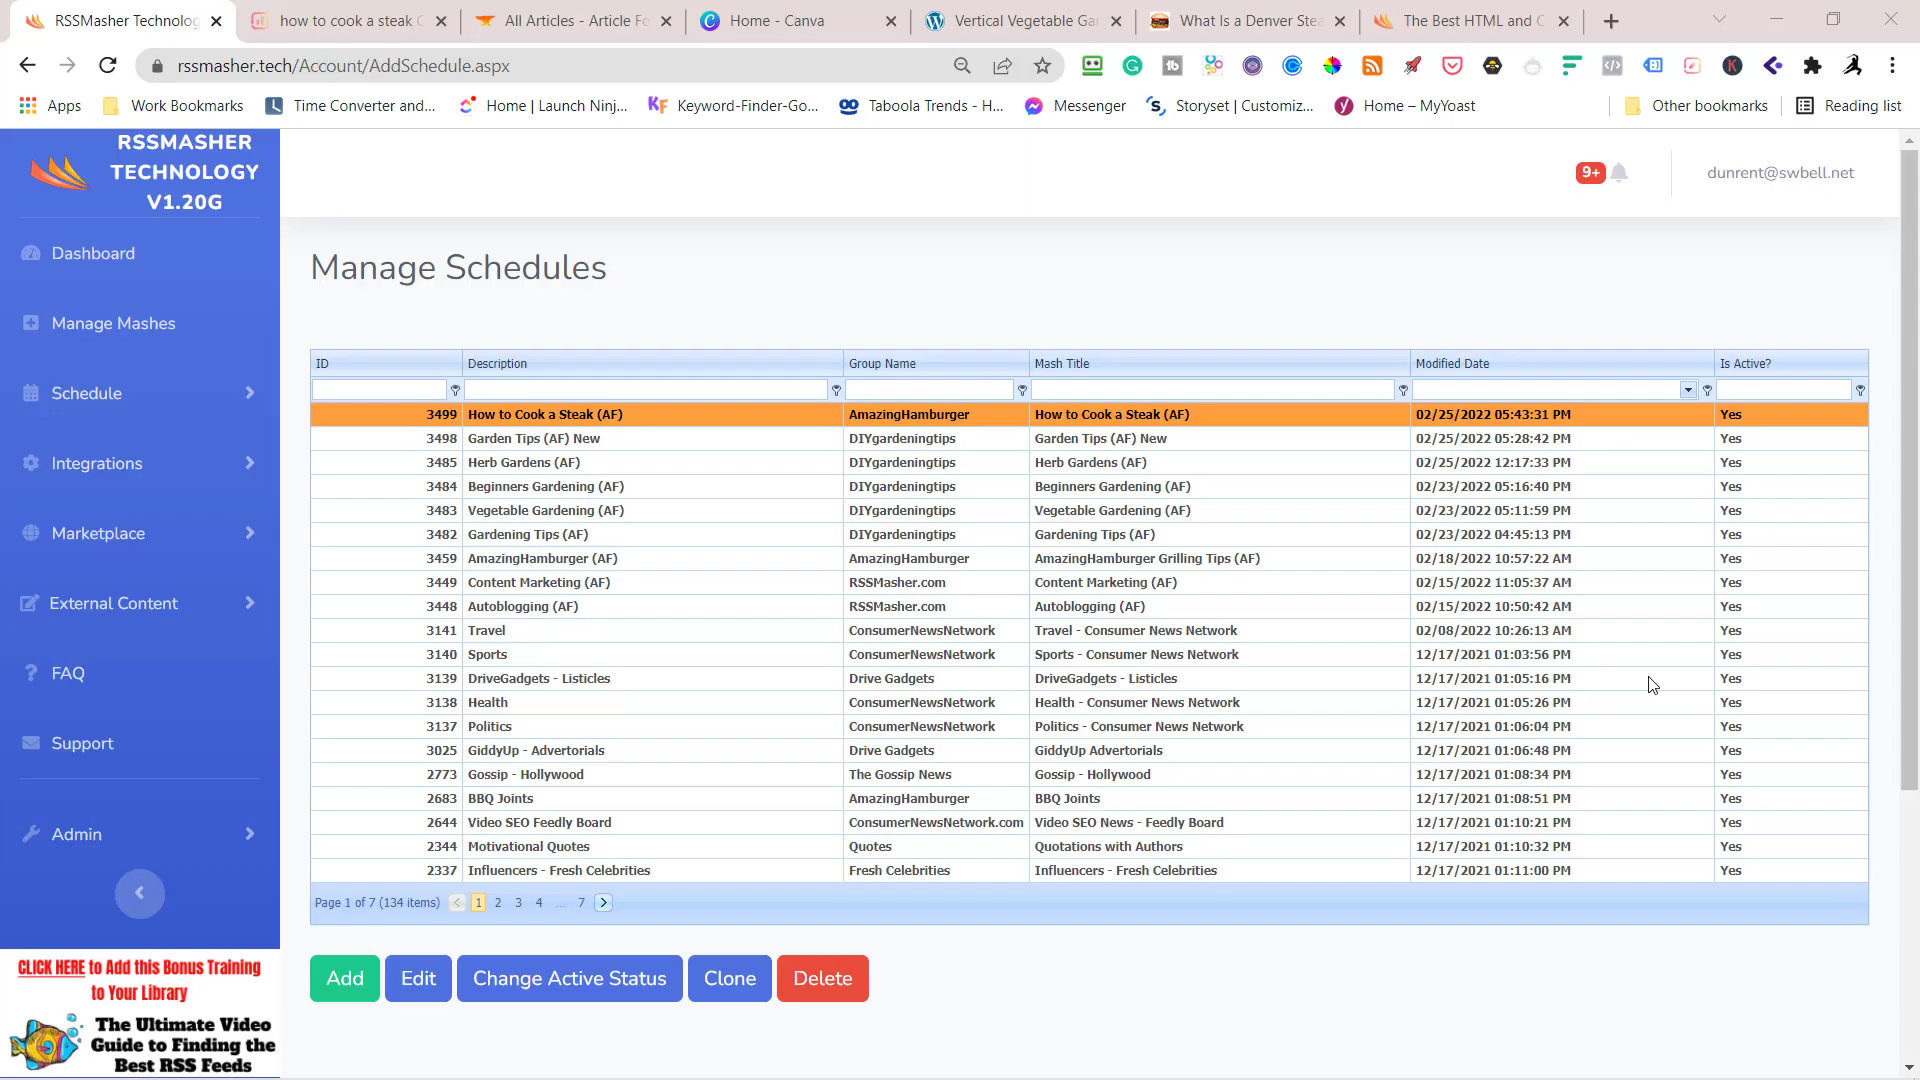 RSSMasher Technolog
how to cook a steak C
All Articles - Article Fo
Home - Canva
Vertical Vegetable Ga
What Is a Denver Stea
The Best HTML and C
rssmasher.tech/Account/AddSchedule.aspx
Apps
Work Bookmarks
Time Converter and...
Home | Launch Ninj...
Keyword-Finder-Go...
Taboola Trends - H...
Messenger
Storyset | Customiz...
Home – MyYoast
Other bookmarks
Reading list
RSSMASHER
TECHNOLOGY
V1.20G
9+
dunrent@swbell.net
Dashboard
Manage Mashes
Schedule
Integrations
Marketplace
External Content
FAQ
Support
Admin
CLICK HERE to Add this Bonus Training
to Your Library
The Ultimate Video
Guide to Finding the
Best RSS Feeds
Manage Schedules
ID Description Group Name Mash Title Modified Date Is Active?
3499 How to Cook a Steak (AF) AmazingHamburger How to Cook a Steak (AF) 02/25/2022 05:43:31 PM Yes
3498 Garden Tips (AF) New DIYgardeningtips Garden Tips (AF) New 02/25/2022 05:28:42 PM Yes
3485 Herb Gardens (AF) DIYgardeningtips Herb Gardens (AF) 02/25/2022 12:17:33 PM Yes
3484 Beginners Gardening (AF) DIYgardeningtips Beginners Gardening (AF) 02/23/2022 05:16:40 PM Yes
3483 Vegetable Gardening (AF) DIYgardeningtips Vegetable Gardening (AF) 02/23/2022 05:11:59 PM Yes
3482 Gardening Tips (AF) DIYgardeningtips Gardening Tips (AF) 02/23/2022 04:45:13 PM Yes
3459 AmazingHamburger (AF) AmazingHamburger AmazingHamburger Grilling Tips (AF) 02/18/2022 10:57:22 AM Yes
3449 Content Marketing (AF) RSSMasher.com Content Marketing (AF) 02/15/2022 11:05:37 AM Yes
3448 Autoblogging (AF) RSSMasher.com Autoblogging (AF) 02/15/2022 10:50:42 AM Yes
3141 Travel ConsumerNewsNetwork Travel - Consumer News Network 02/08/2022 10:26:13 AM Yes
3140 Sports ConsumerNewsNetwork Sports - Consumer News Network 12/17/2021 01:03:56 PM Yes
3139 DriveGadgets - Listicles Drive Gadgets DriveGadgets - Listicles 12/17/2021 01:05:16 PM Yes
3138 Health ConsumerNewsNetwork Health - Consumer News Network 12/17/2021 01:05:26 PM Yes
3137 Politics ConsumerNewsNetwork Politics - Consumer News Network 12/17/2021 01:06:04 PM Yes
3025 GiddyUp - Advertorials Drive Gadgets GiddyUp Advertorials 12/17/2021 01:06:48 PM Yes
2773 Gossip - Hollywood The Gossip News Gossip - Hollywood 12/17/2021 01:08:34 PM Yes
2683 BBQ Joints AmazingHamburger BBQ Joints 12/17/2021 01:08:51 PM Yes
2644 Video SEO Feedly Board ConsumerNewsNetwork.com Video SEO News - Feedly Board 12/17/2021 01:10:21 PM Yes
2344 Motivational Quotes Quotes Quotations with Authors 12/17/2021 01:10:32 PM Yes
2337 Influencers - Fresh Celebrities Fresh Celebrities Influencers - Fresh Celebrities 12/17/2021 01:11:00 PM Yes
Page 1 of 7 (134 items) 1 2 3 4 ... 7
Add Edit Change Active Status Clone Delete